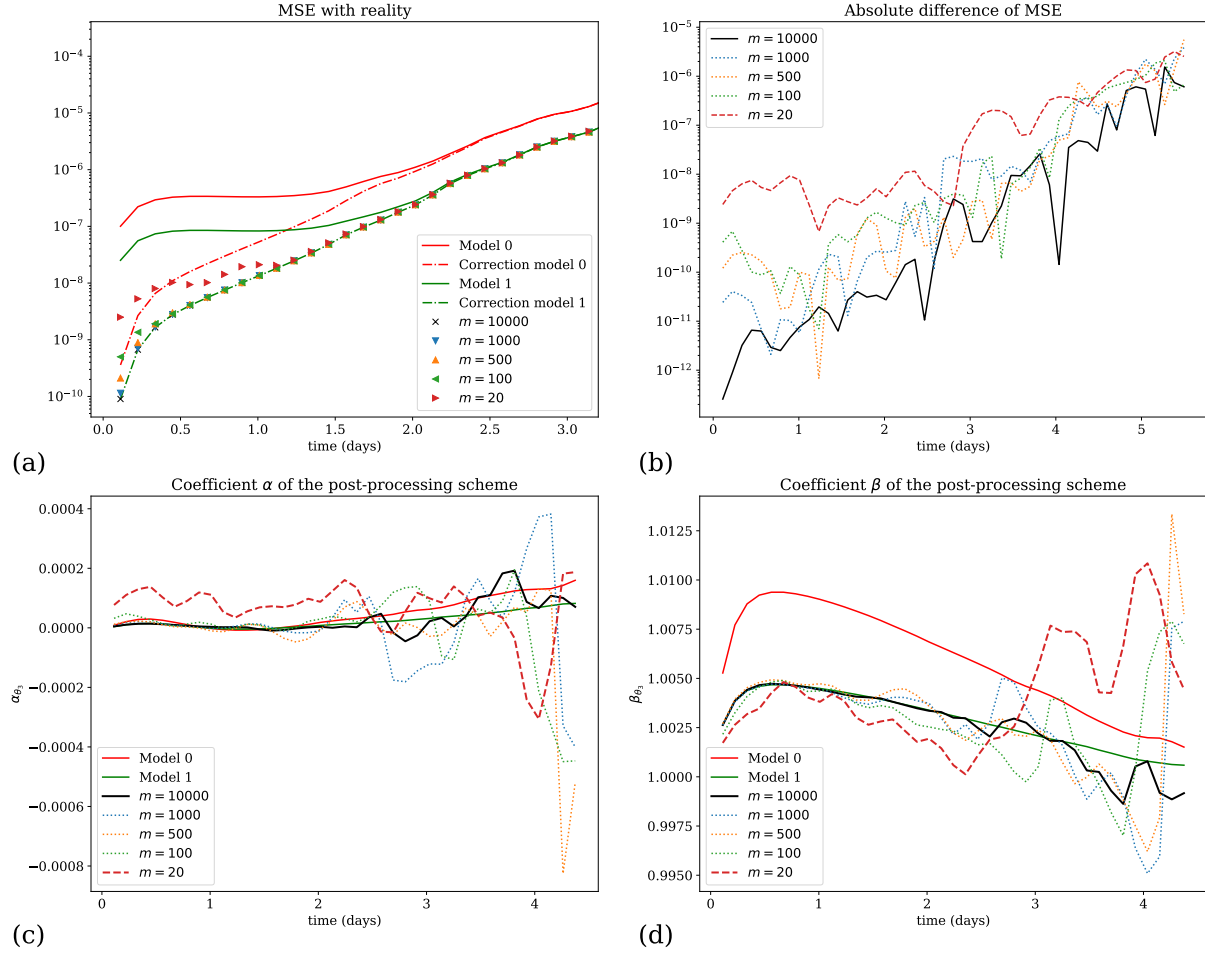 MSE with reality
10⁻⁴
10⁻⁵
10⁻⁶
10⁻⁷
10⁻⁸
10⁻⁹
10⁻¹⁰
Model 0
Correction model 0
Model 1
Correction model 1
m = 10000
m = 1000
m = 500
m = 100
m = 20
0.0 0.5 1.0 1.5 2.0 2.5 3.0
time (days)
(a)
Absolute difference of MSE
10⁻⁵
10⁻⁶
10⁻⁷
10⁻⁸
10⁻⁹
10⁻¹⁰
10⁻¹¹
10⁻¹²
m = 10000
m = 1000
m = 500
m = 100
m = 20
0 1 2 3 4 5
time (days)
(b)
Coefficient α of the post-processing scheme
0.0004
0.0002
0.0000
−0.0002
−0.0004
−0.0006
−0.0008
α_θ₃
Model 0
Model 1
m = 10000
m = 1000
m = 500
m = 100
m = 20
0 1 2 3 4
time (days)
(c)
Coefficient β of the post-processing scheme
1.0125
1.0100
1.0075
1.0050
1.0025
1.0000
0.9975
0.9950
β_θ₃
Model 0
Model 1
m = 10000
m = 1000
m = 500
m = 100
m = 20
0 1 2 3 4
time (days)
(d)